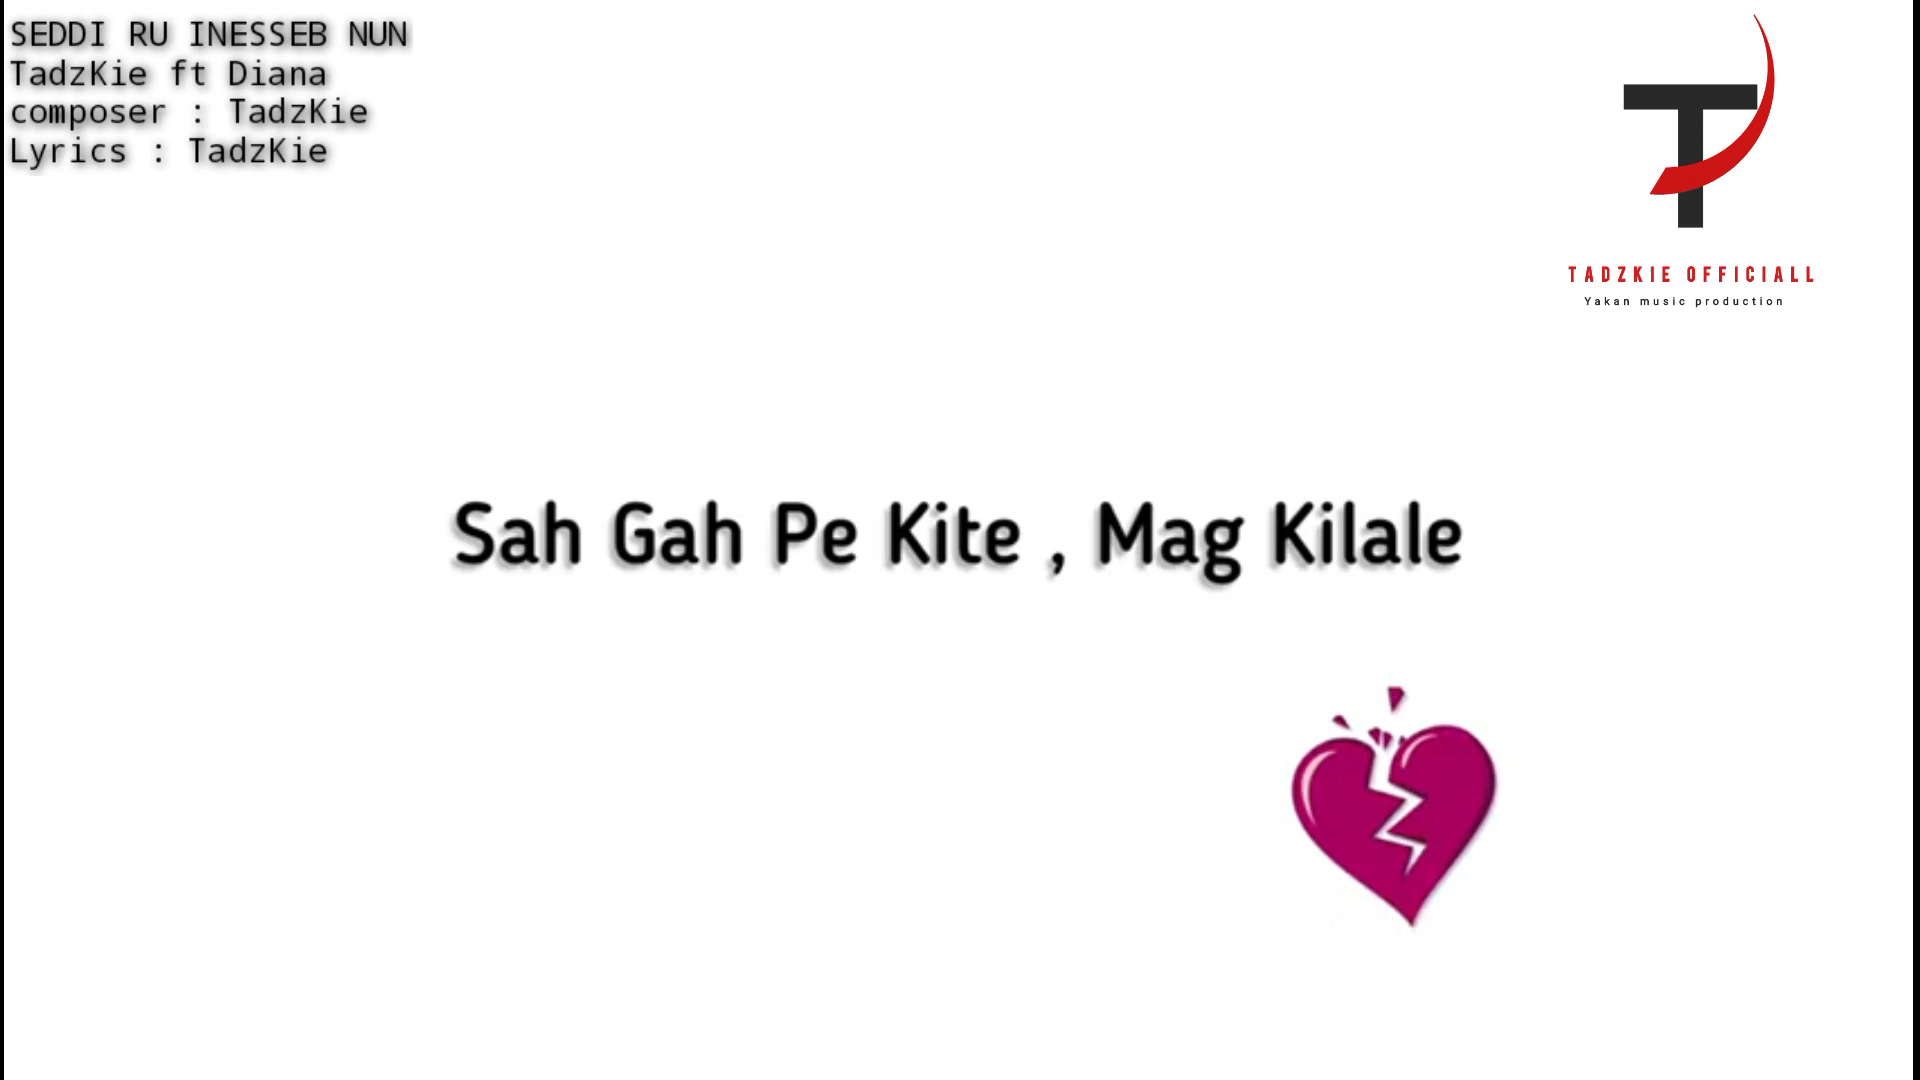 SEDDI RU INESSEB NUN
TadzKie ft Diana
composer : TadzKie
Lyrics : TadzKie
T
TADZKIE OFFICIALL
Yakan music production
Sah Gah Pe Kite , Mag Kilale